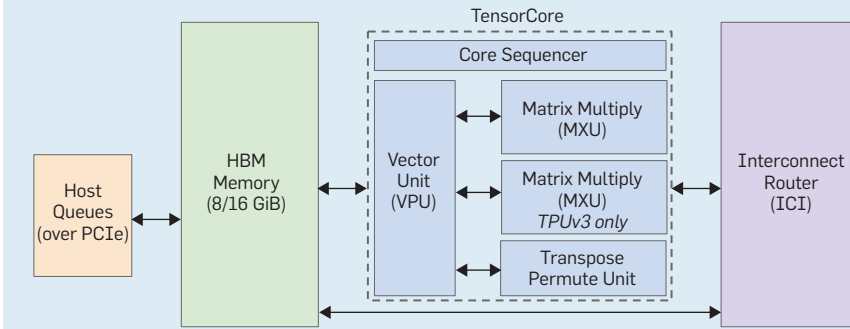 TensorCore
Core Sequencer
Host
Queues
(over PCIe)
HBM
Memory
(8/16 GiB)
Vector
Unit
(VPU)
Matrix Multiply
(MXU)
Matrix Multiply
(MXU)
TPUv3 only
Transpose
Permute Unit
Interconnect
Router
(ICI)